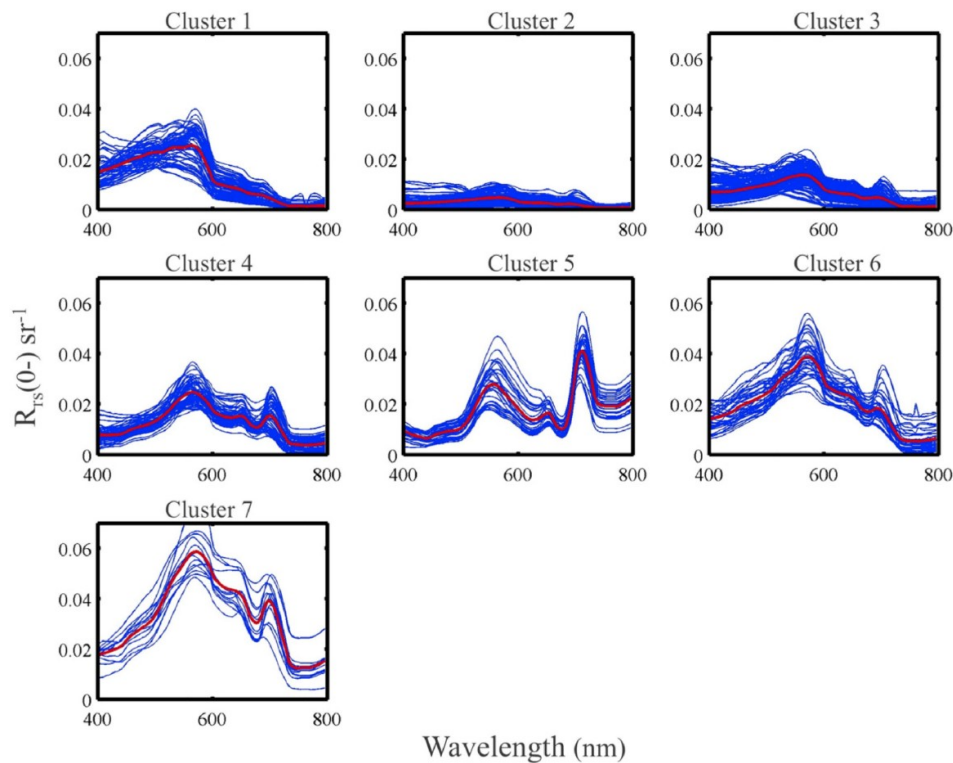 Cluster 1 Cluster 2 Cluster 3
0.06 0.06 0.06
0.04 0.04 0.04
0.02 0.02 0.02
0 0 0
400 600 800 400 600 800 400 600 800
Cluster 4 Cluster 5 Cluster 6
0.06 0.06 0.06
0.04 0.04 0.04
0.02 0.02 0.02
0 0 0
400 600 800 400 600 800 400 600 800
R_rs(0-) sr⁻¹
Cluster 7
0.06
0.04
0.02
0
400 600 800
Wavelength (nm)